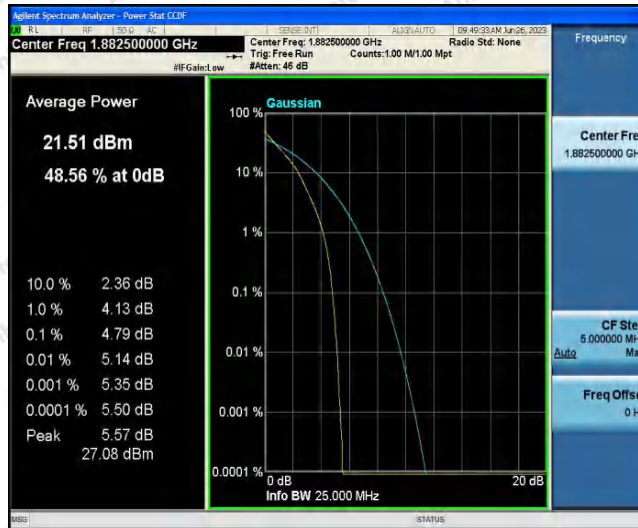 Agilent Spectrum Analyzer - Power Stat CCDF
RL RF 50 Ω AC SENSE:INT ALIGNAUTO 09:49:33 AM Jun 26, 2023
Center Freq 1.882500000 GHz
Center Freq: 1.882500000 GHz Radio Std: None
Trig: Free Run Counts:1.00 M/1.00 Mpt
#IFGain:Low #Atten: 46 dB
Frequency
Average Power
21.51 dBm
48.56 % at 0dB
10.0 % 2.36 dB
1.0 % 4.13 dB
0.1 % 4.79 dB
0.01 % 5.14 dB
0.001 % 5.35 dB
0.0001 % 5.50 dB
Peak 5.57 dB
27.08 dBm
Gaussian
100 %
10 %
1 %
0.1 %
0.01 %
0.001 %
0.0001 %
0 dB 20 dB
Info BW 25.000 MHz
Center Fre
1.882500000 GH
CF Ste
5.000000 MH
Auto Ma
Freq Offse
0 H
MSG STATUS